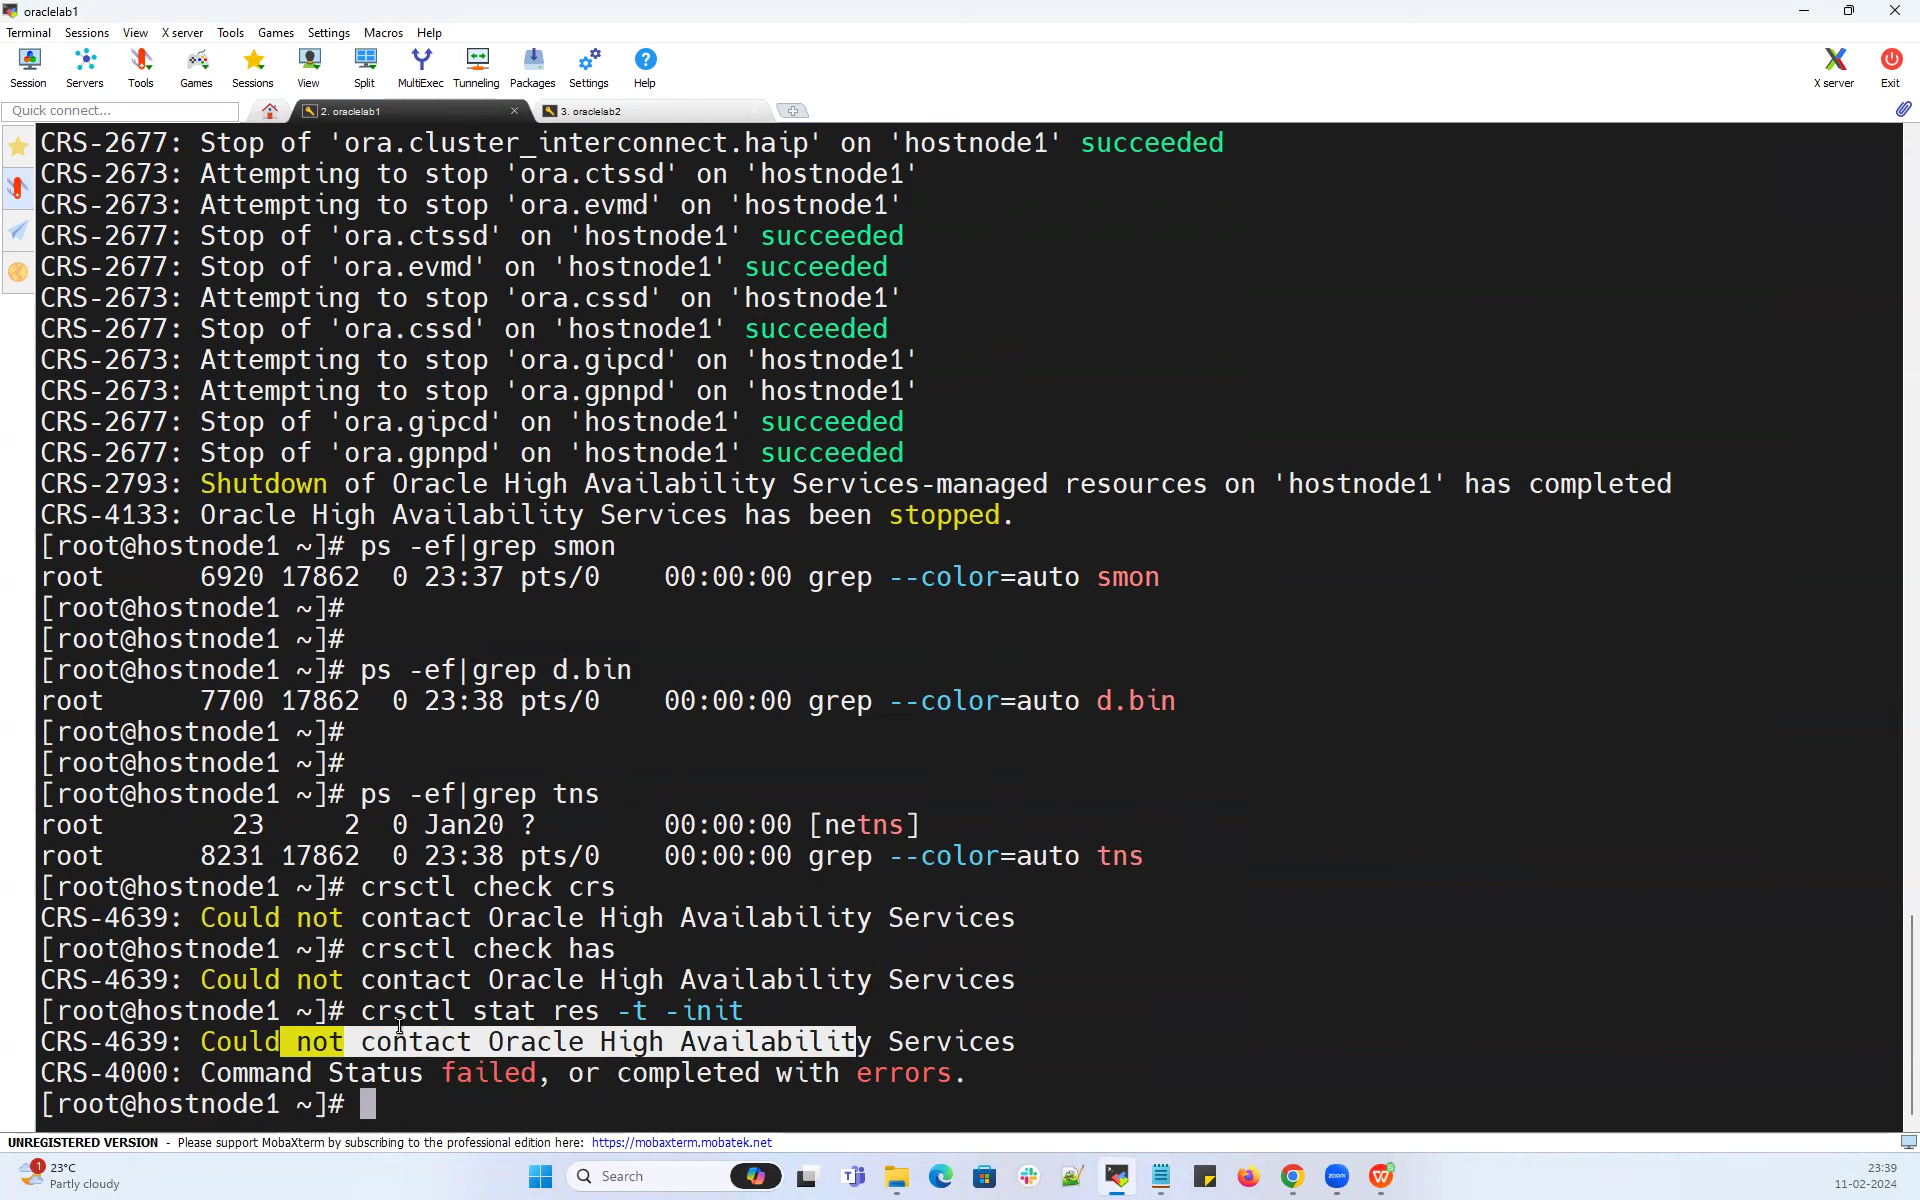 oraclelab1
Terminal Sessions View X server Tools Games Settings Macros Help
Session Servers Tools Games Sessions View Split MultiExec Tunneling Packages Settings Help X server Exit
Quick connect... 2. oraclelab1 3. oraclelab2
CRS-2677: Stop of 'ora.cluster_interconnect.haip' on 'hostnode1' succeeded
CRS-2673: Attempting to stop 'ora.ctssd' on 'hostnode1'
CRS-2673: Attempting to stop 'ora.evmd' on 'hostnode1'
CRS-2677: Stop of 'ora.ctssd' on 'hostnode1' succeeded
CRS-2677: Stop of 'ora.evmd' on 'hostnode1' succeeded
CRS-2673: Attempting to stop 'ora.cssd' on 'hostnode1'
CRS-2677: Stop of 'ora.cssd' on 'hostnode1' succeeded
CRS-2673: Attempting to stop 'ora.gipcd' on 'hostnode1'
CRS-2673: Attempting to stop 'ora.gpnpd' on 'hostnode1'
CRS-2677: Stop of 'ora.gipcd' on 'hostnode1' succeeded
CRS-2677: Stop of 'ora.gpnpd' on 'hostnode1' succeeded
CRS-2793: Shutdown of Oracle High Availability Services-managed resources on 'hostnode1' has completed
CRS-4133: Oracle High Availability Services has been stopped.
[root@hostnode1 ~]# ps -ef|grep smon
root 6920 17862 0 23:37 pts/0 00:00:00 grep --color=auto smon
[root@hostnode1 ~]#
[root@hostnode1 ~]#
[root@hostnode1 ~]# ps -ef|grep d.bin
root 7700 17862 0 23:38 pts/0 00:00:00 grep --color=auto d.bin
[root@hostnode1 ~]#
[root@hostnode1 ~]#
[root@hostnode1 ~]# ps -ef|grep tns
root 23 2 0 Jan20 ? 00:00:00 [netns]
root 8231 17862 0 23:38 pts/0 00:00:00 grep --color=auto tns
[root@hostnode1 ~]# crsctl check crs
CRS-4639: Could not contact Oracle High Availability Services
[root@hostnode1 ~]# crsctl check has
CRS-4639: Could not contact Oracle High Availability Services
[root@hostnode1 ~]# crsctl stat res -t -init
CRS-4639: Could not contact Oracle High Availability Services
CRS-4000: Command Status failed, or completed with errors.
[root@hostnode1 ~]#
UNREGISTERED VERSION - Please support MobaXterm by subscribing to the professional edition here: https://mobaxterm.mobatek.net
1 23°C
Partly cloudy
Search
zoom
23:39
11-02-2024